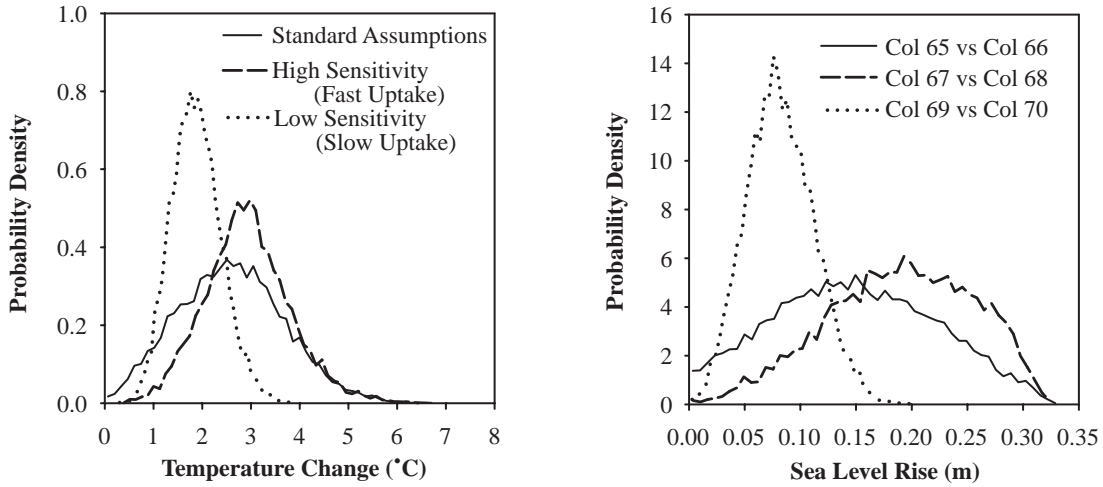 1.0
0.8
0.6
0.4
0.2
0.0
Probability Density
Standard Assumptions
High Sensitivity
(Fast Uptake)
Low Sensitivity
(Slow Uptake)
0 1 2 3 4 5 6 7 8
Temperature Change (˚C)
16
14
12
10
8
6
4
2
0
Probability Density
Col 65 vs Col 66
Col 67 vs Col 68
Col 69 vs Col 70
0.00 0.05 0.10 0.15 0.20 0.25 0.30 0.35
Sea Level Rise (m)